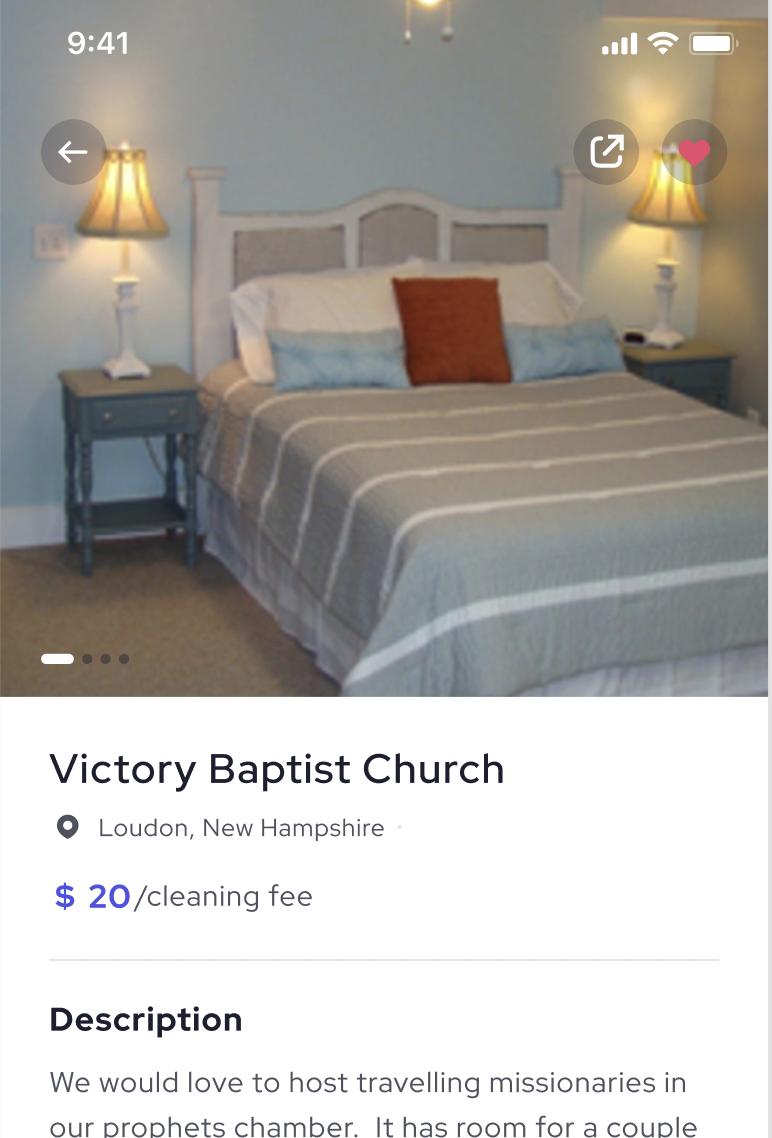 9:41
Victory Baptist Church
Loudon, New Hampshire
$ 20/cleaning fee
Description
We would love to host travelling missionaries in
our prophets chamber.  It has room for a couple